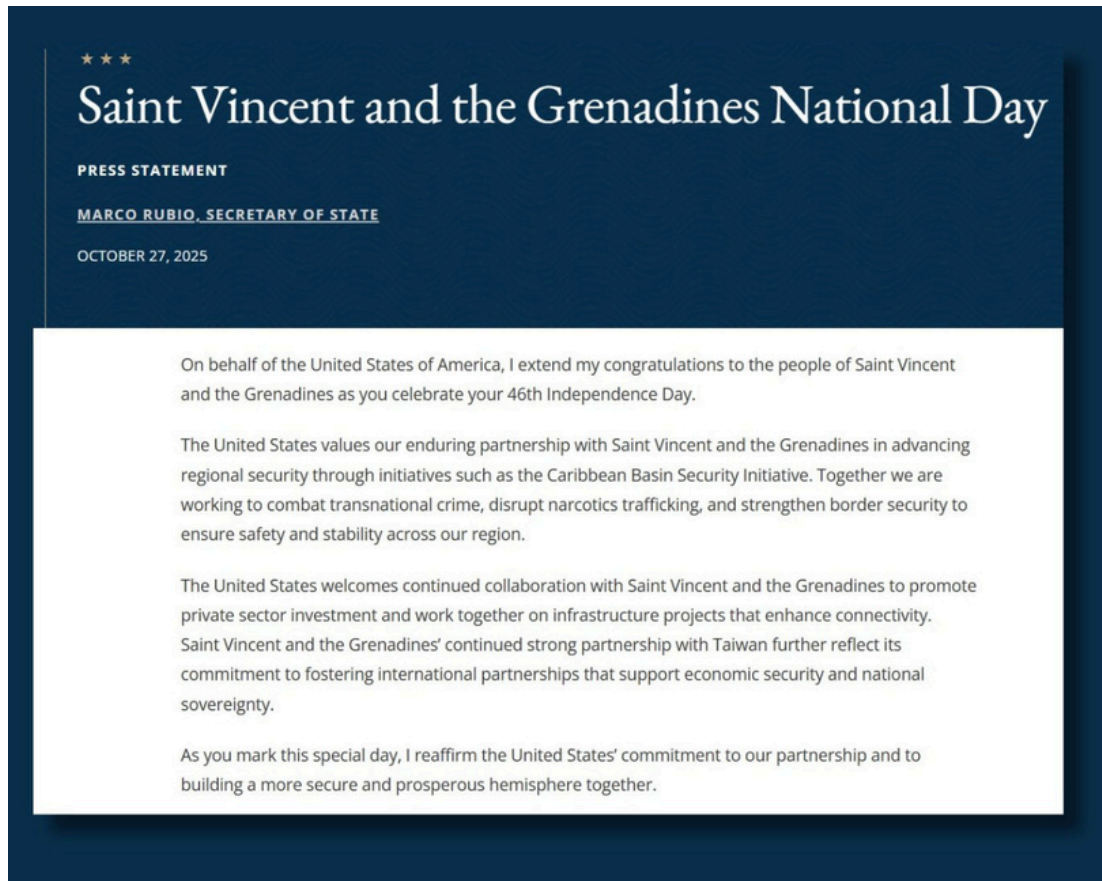 ★ ★ ★
Saint Vincent and the Grenadines National Day
PRESS STATEMENT
MARCO RUBIO, SECRETARY OF STATE
OCTOBER 27, 2025
On behalf of the United States of America, I extend my congratulations to the people of Saint Vincent
and the Grenadines as you celebrate your 46th Independence Day.
The United States values our enduring partnership with Saint Vincent and the Grenadines in advancing
regional security through initiatives such as the Caribbean Basin Security Initiative. Together we are
working to combat transnational crime, disrupt narcotics trafficking, and strengthen border security to
ensure safety and stability across our region.
The United States welcomes continued collaboration with Saint Vincent and the Grenadines to promote
private sector investment and work together on infrastructure projects that enhance connectivity.
Saint Vincent and the Grenadines’ continued strong partnership with Taiwan further reflect its
commitment to fostering international partnerships that support economic security and national
sovereignty.
As you mark this special day, I reaffirm the United States’ commitment to our partnership and to
building a more secure and prosperous hemisphere together.